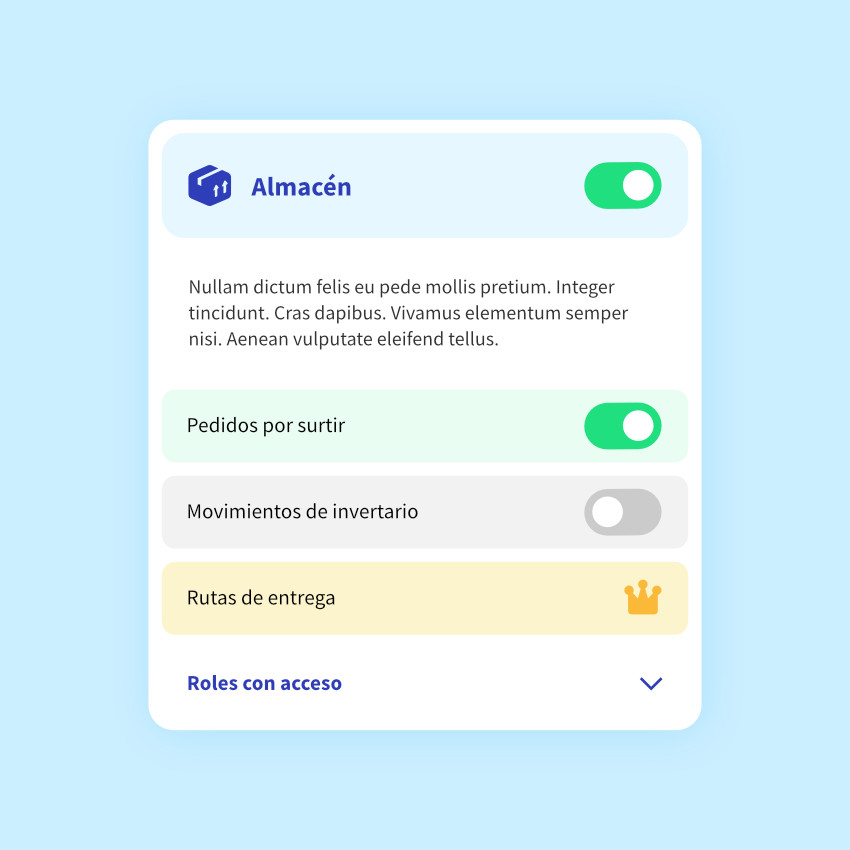 Almacén
Nullam dictum felis eu pede mollis pretium. Integer
tincidunt. Cras dapibus. Vivamus elementum semper
nisi. Aenean vulputate eleifend tellus.
Pedidos por surtir
Movimientos de invertario
Rutas de entrega
Roles con acceso